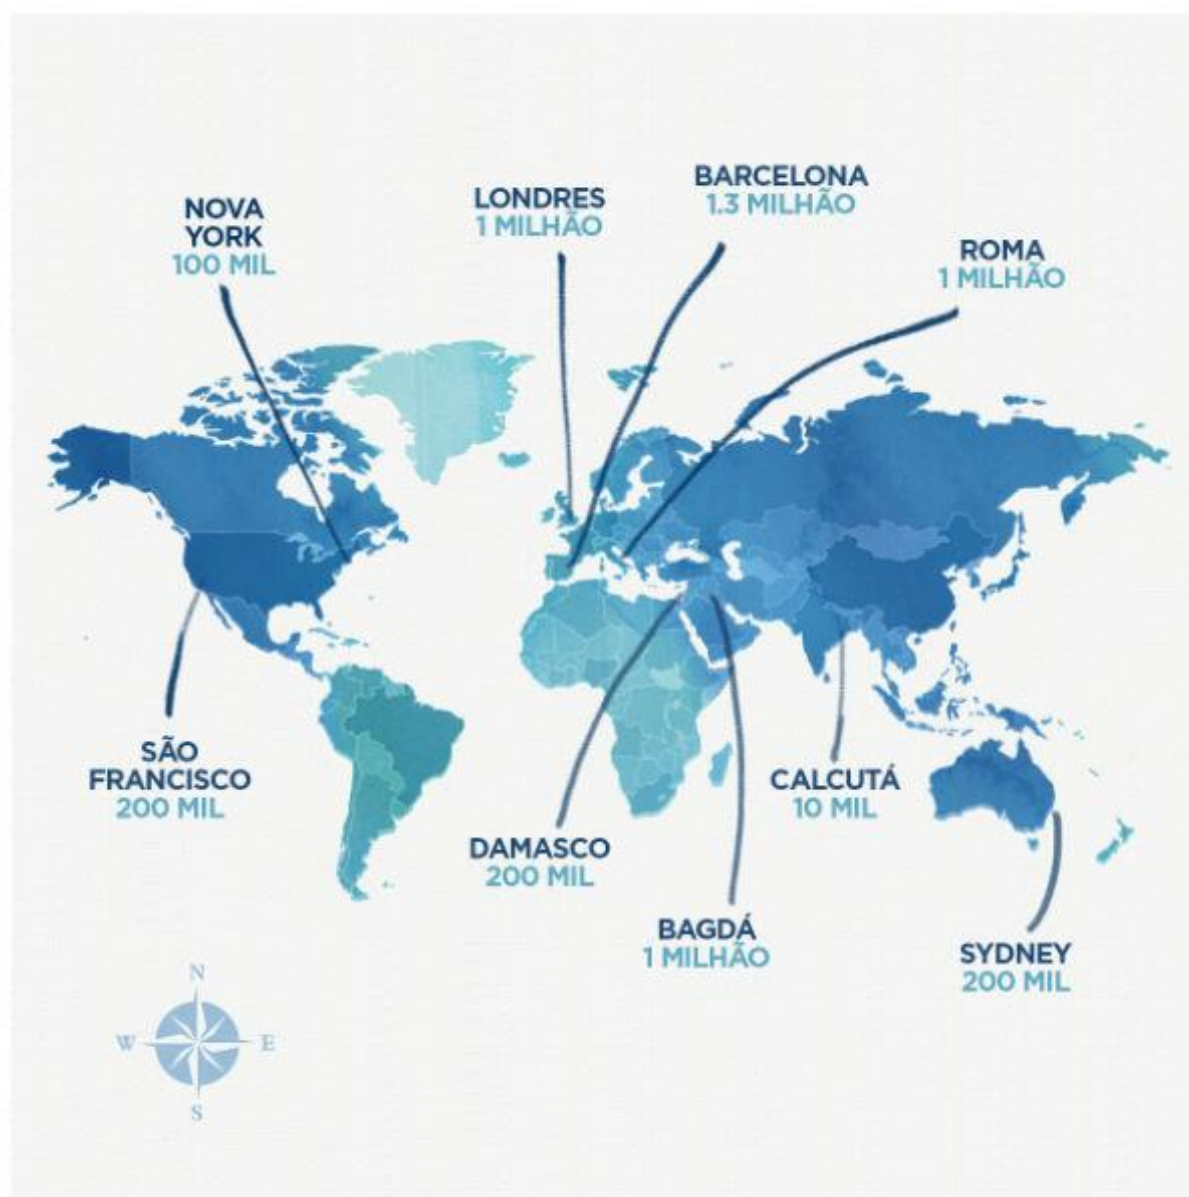 NOVA
YORK
100 MIL
LONDRES
1 MILHÃO
BARCELONA
1.3 MILHÃO
ROMA
1 MILHÃO
SÃO
FRANCISCO
200 MIL
DAMASCO
200 MIL
BAGDÁ
1 MILHÃO
CALCUTÁ
10 MIL
SYDNEY
200 MIL
N
W
E
S